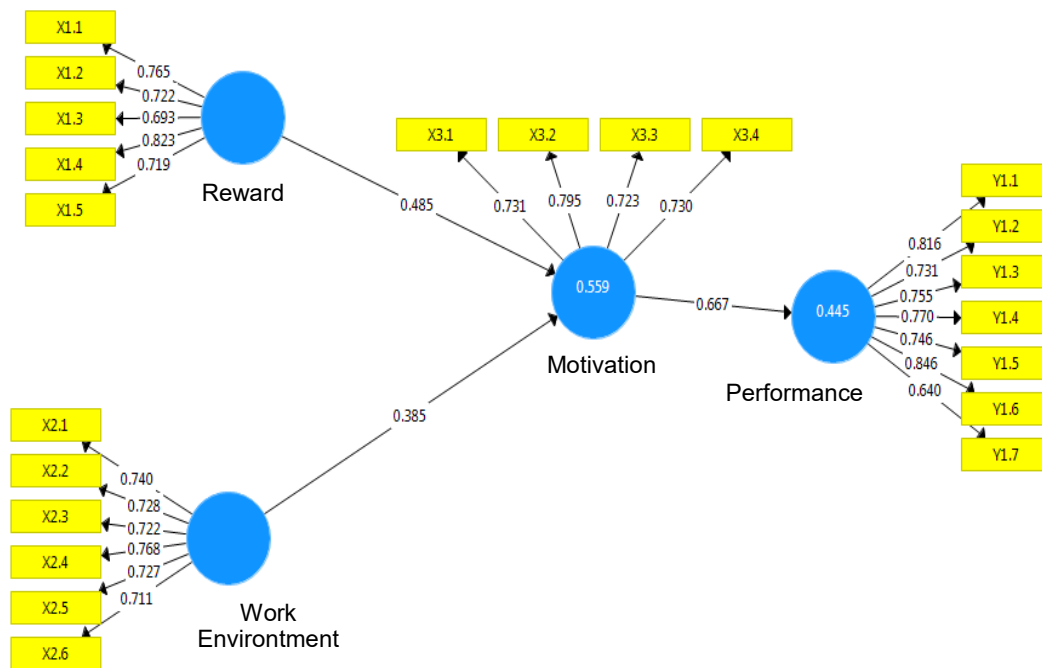 X1.1
X1.2
X1.3
X1.4
X1.5
0.765
0.722
0.693
0.823
0.719
Reward
0.485
X3.1
X3.2
X3.3
X3.4
0.731
0.795
0.723
0.730
0.559
Motivation
0.667
0.445
Performance
0.816
0.731
0.755
0.770
0.746
0.846
0.640
Y1.1
Y1.2
Y1.3
Y1.4
Y1.5
Y1.6
Y1.7
0.385
X2.1
X2.2
X2.3
X2.4
X2.5
X2.6
0.740
0.728
0.722
0.768
0.727
0.711
Work
Environtment